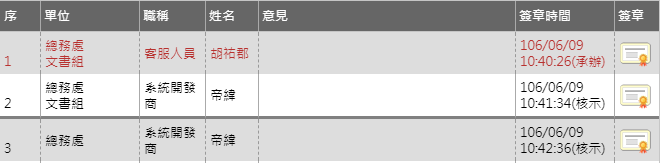 序 單位 職稱 姓名 意見 簽章時間 簽章
1 總務處 文書組 客服人員 胡祐郡 106/06/09 10:40:26(承辦)
2 總務處 文書組 系統開發商 帝緯 106/06/09 10:41:34(核示)
3 總務處 系統開發商 帝緯 106/06/09 10:42:36(核示)